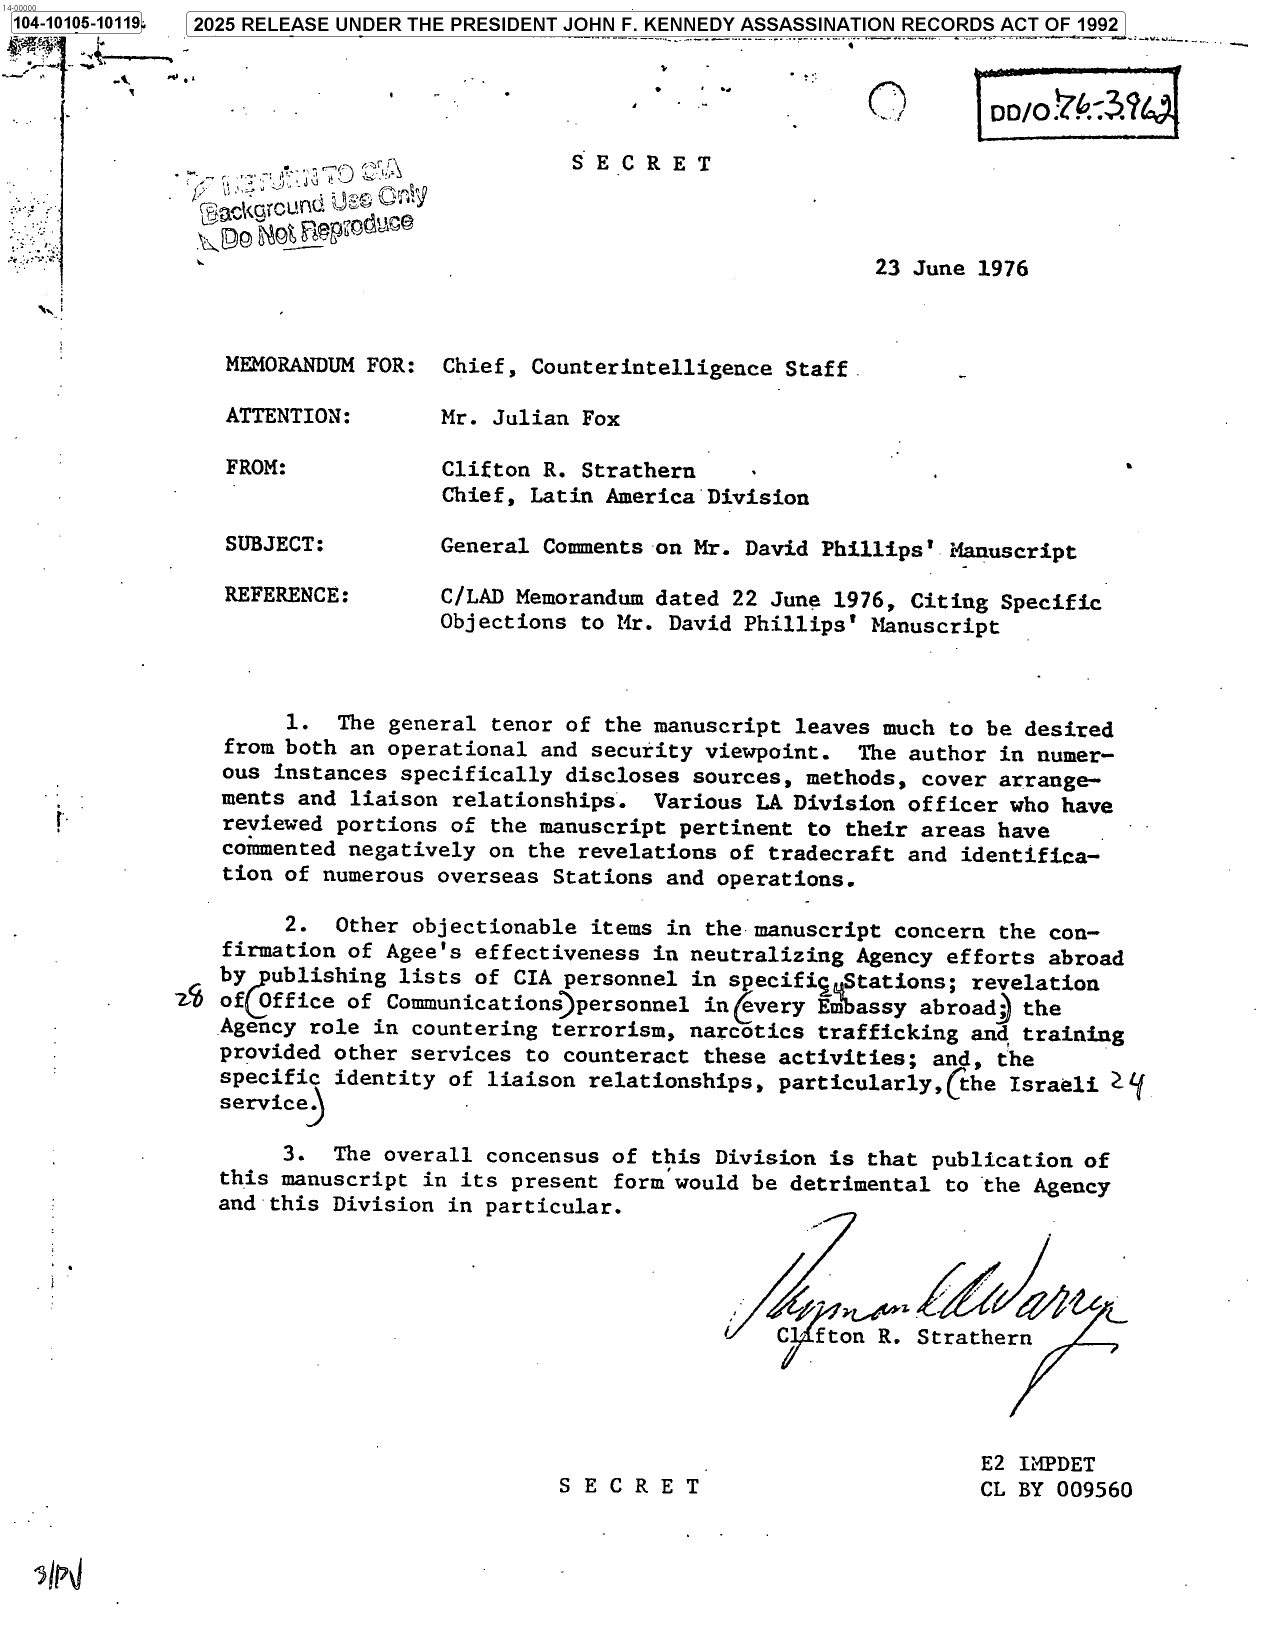 14-00000
104-10105-10119
2025 RELEASE UNDER THE PRESIDENT JOHN F. KENNEDY ASSASSINATION RECORDS ACT OF 1992
DD/O 76-3962
S E C R E T
RETURN TO CIA
Background Use Only
Do Not Reproduce
23 June 1976
MEMORANDUM FOR: Chief, Counterintelligence Staff
ATTENTION: Mr. Julian Fox
FROM: Clifton R. Strathern
Chief, Latin America Division
SUBJECT: General Comments on Mr. David Phillips' Manuscript
REFERENCE: C/LAD Memorandum dated 22 June 1976, Citing Specific
Objections to Mr. David Phillips' Manuscript
1. The general tenor of the manuscript leaves much to be desired
from both an operational and security viewpoint. The author in numer-
ous instances specifically discloses sources, methods, cover arrange-
ments and liaison relationships. Various LA Division officer who have
reviewed portions of the manuscript pertinent to their areas have
commented negatively on the revelations of tradecraft and identifica-
tion of numerous overseas Stations and operations.
2. Other objectionable items in the manuscript concern the con-
firmation of Agee's effectiveness in neutralizing Agency efforts abroad
by publishing lists of CIA personnel in specific Stations; revelation
28 of (Office of Communications) personnel in (every Embassy abroad;) the
24
Agency role in countering terrorism, narcotics trafficking and training
provided other services to counteract these activities; and, the
specific identity of liaison relationships, particularly, (the Israeli 24
service.)
3. The overall concensus of this Division is that publication of
this manuscript in its present form would be detrimental to the Agency
and this Division in particular.
Clifton R. Strathern
E2 IMPDET
S E C R E T
CL BY 009560
3/PV